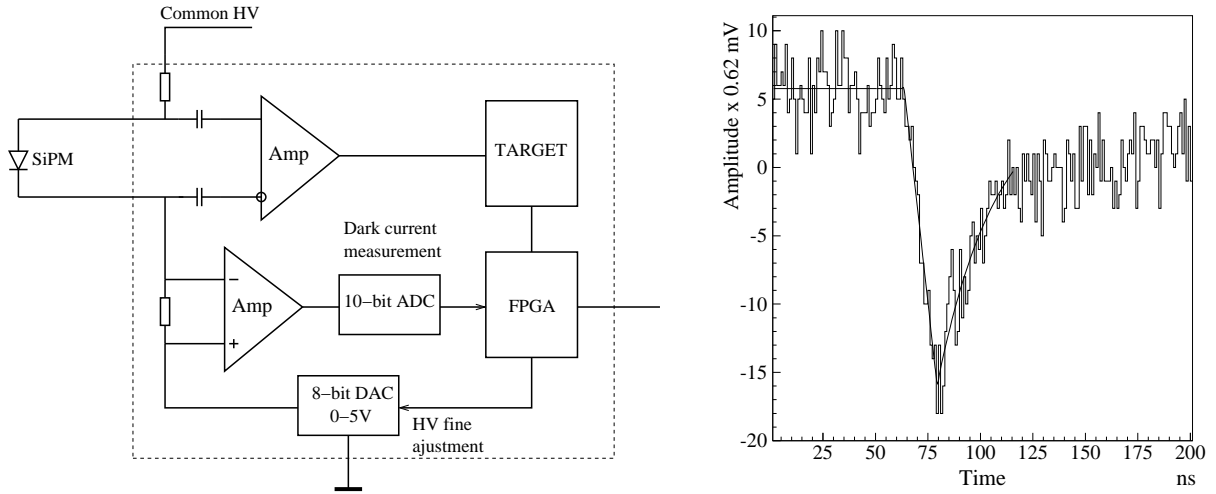 Common HV
SiPM
Amp
TARGET
Dark current
measurement
−
Amp
+
10−bit ADC
FPGA
8−bit DAC
0−5V
HV fine
ajustment
Amplitude x 0.62 mV
10
5
0
-5
-10
-15
-20
25 50 75 100 125 150 175 200
Time ns